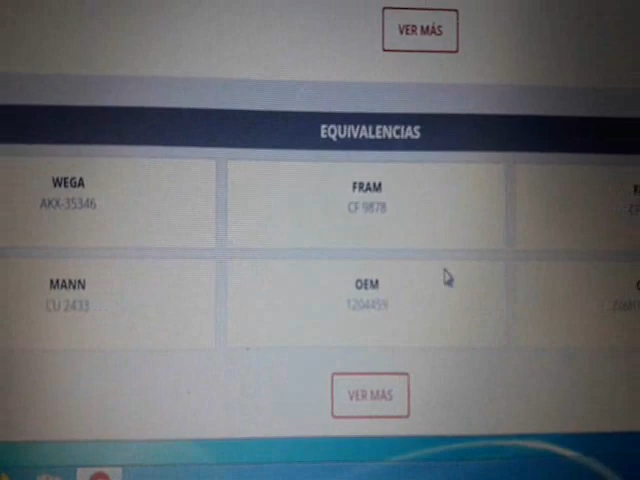 VER MÁS
EQUIVALENCIAS
WEGA
AKX-35346
FRAM
CF 9878
MANN
CU 2433
OEM
1204459
VER MÁS